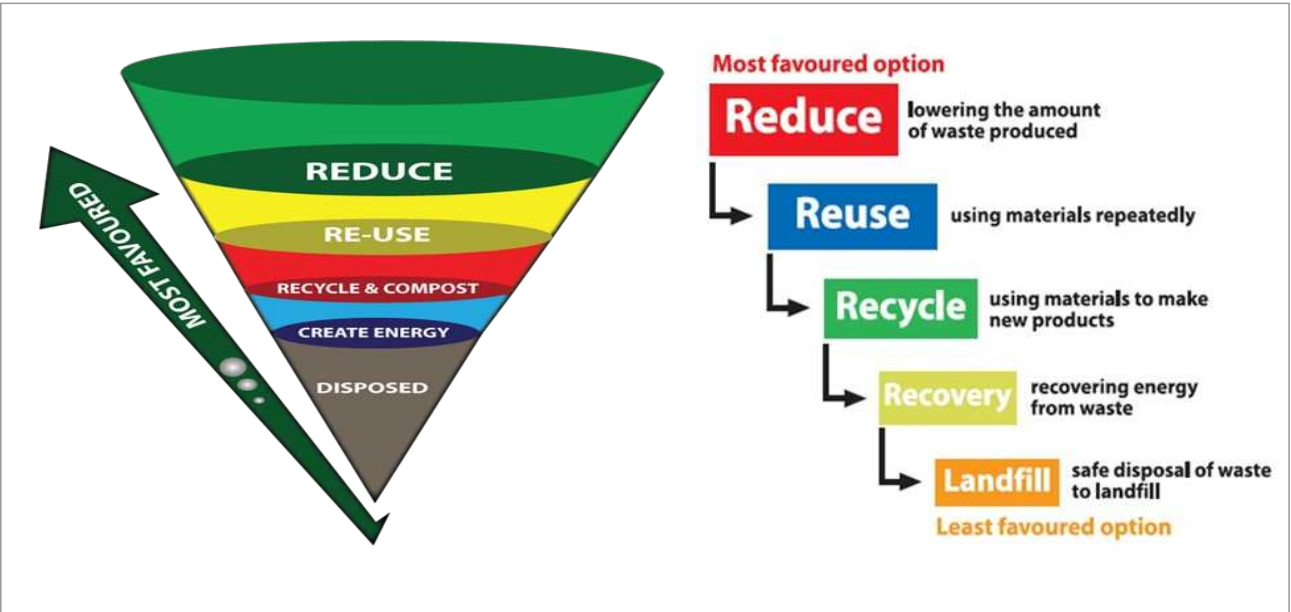 MOST FAVOURED
REDUCE
RE-USE
RECYCLE & COMPOST
CREATE ENERGY
DISPOSED
Most favoured option
Reduce
lowering the amount
of waste produced
Reuse
using materials repeatedly
Recycle
using materials to make
new products
Recovery
recovering energy
from waste
Landfill
safe disposal of waste
to landfill
Least favoured option